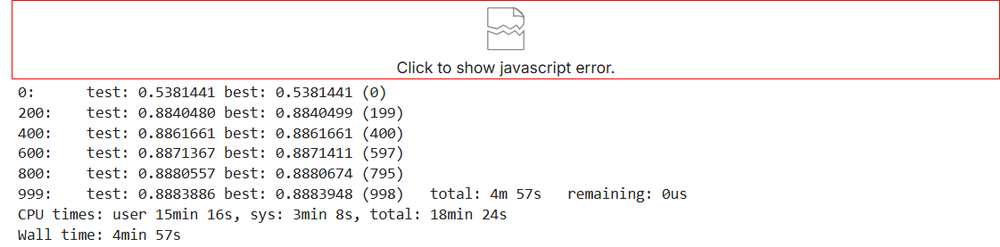 Click to show javascript error.
0:      test: 0.5381441 best: 0.5381441 (0)
200:    test: 0.8840480 best: 0.8840499 (199)
400:    test: 0.8861661 best: 0.8861661 (400)
600:    test: 0.8871367 best: 0.8871411 (597)
800:    test: 0.8880557 best: 0.8880674 (795)
999:    test: 0.8883886 best: 0.8883948 (998)   total: 4m 57s   remaining: 0us
CPU times: user 15min 16s, sys: 3min 8s, total: 18min 24s
Wall time: 4min 57s